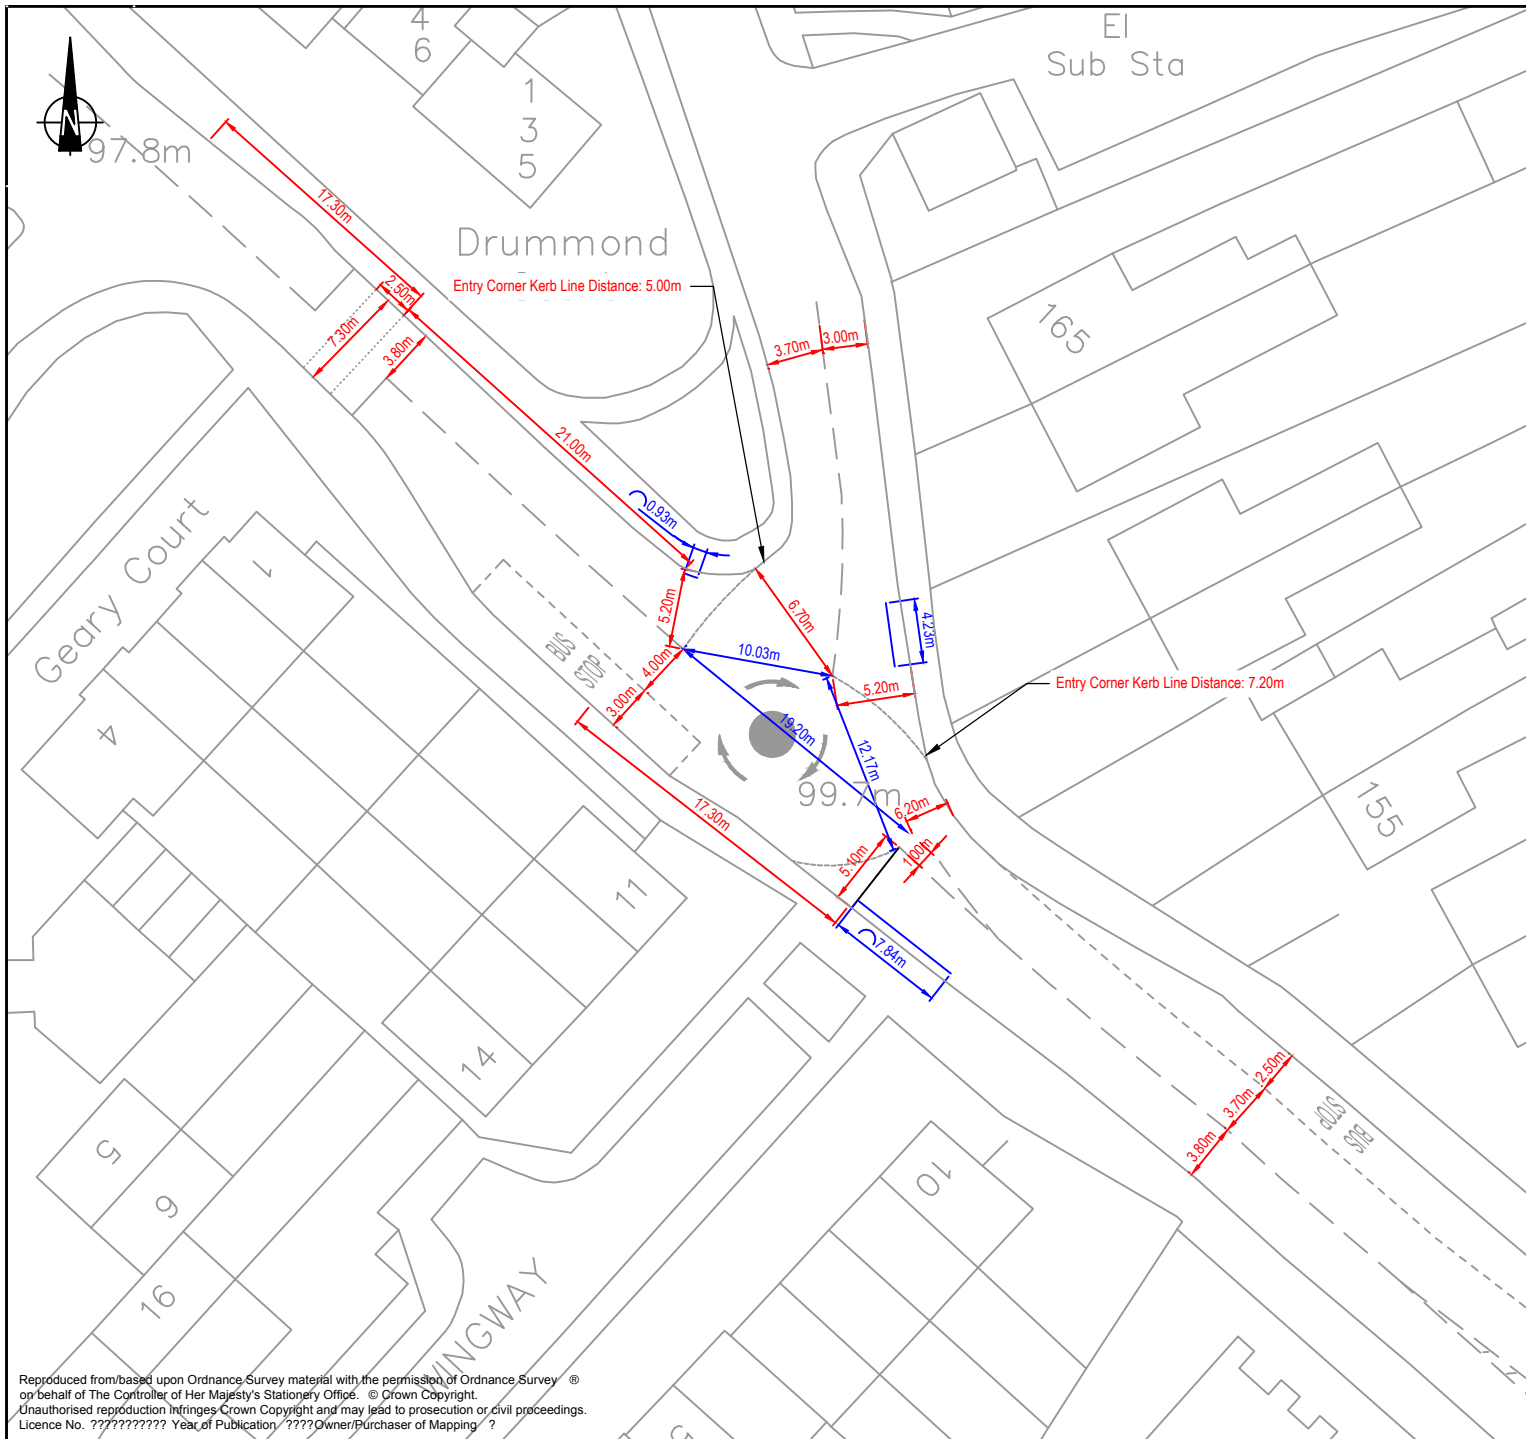 4
6
El
Sub Sta
1
3
5
N
97.8m
17.30m
Drummond
Entry Corner Kerb Line Distance: 5.00m
2.50m
7.30m
3.80m
3.70m
3.00m
165
21.00m
0.93m
Geary Court
1
5.20m
6.70m
4.23m
BUS
STOP
10.03m
4.00m
5.20m
Entry Corner Kerb Line Distance: 7.20m
3.00m
19.20m
12.17m
4
99.7m
17.30m
6.20m
155
5.10m
1.00m
11
7.84m
14
2.50m
3.70m
BUS
STOP
3.80m
5
10
9
16
WINGWAY
5
Reproduced from/based upon Ordnance Survey material with the permission of Ordnance Survey ®
on behalf of The Controller of Her Majesty's Stationery Office. © Crown Copyright.
Unauthorised reproduction infringes Crown Copyright and may lead to prosecution or civil proceedings.
Licence No. ??????????? Year of Publication ????Owner/Purchaser of Mapping ?